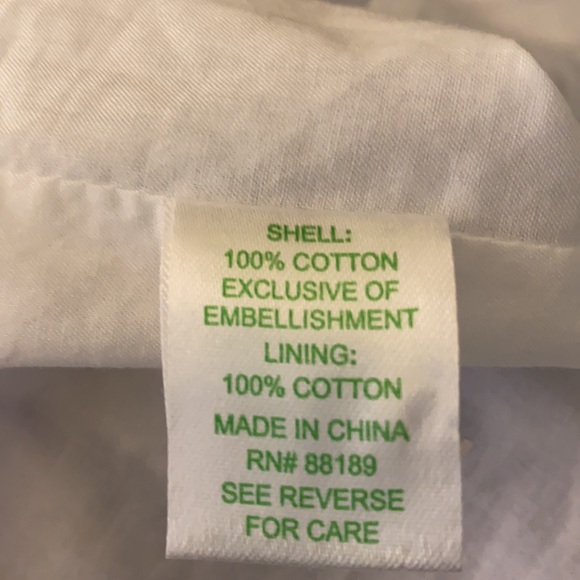 SHELL:
100% COTTON
EXCLUSIVE OF
EMBELLISHMENT
LINING:
100% COTTON
MADE IN CHINA
RN# 88189
SEE REVERSE
FOR CARE